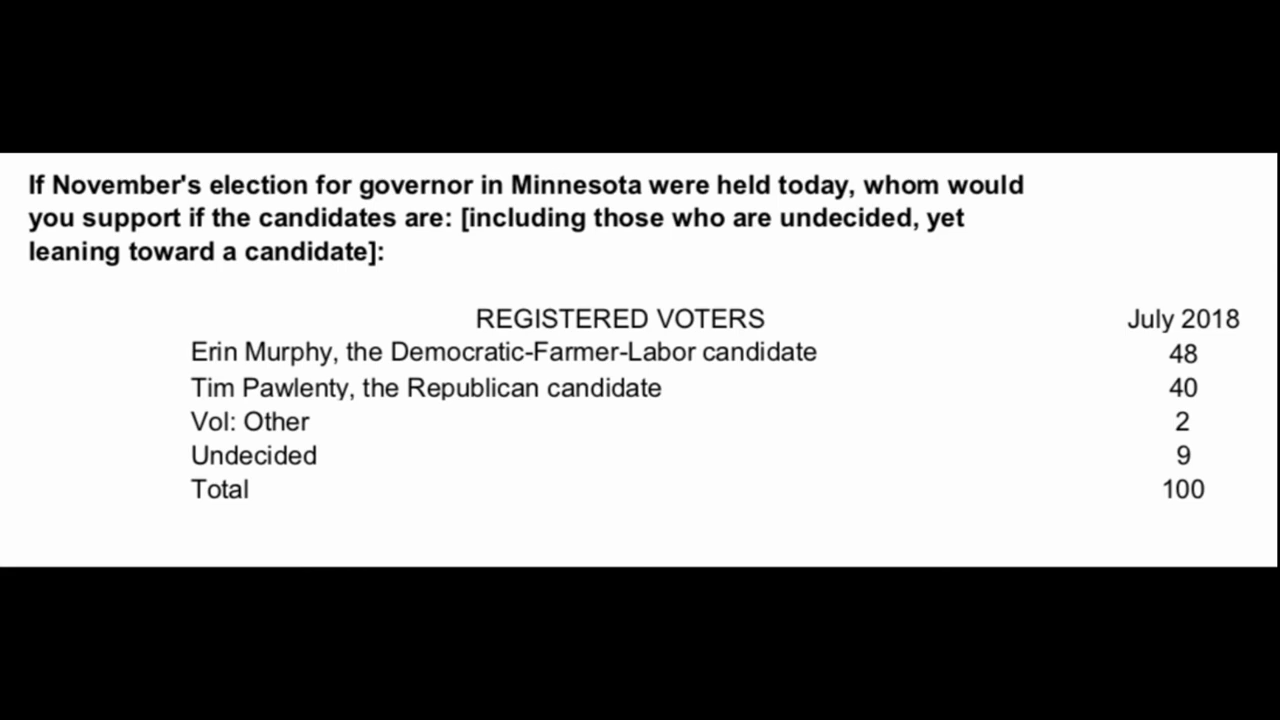 If November's election for governor in Minnesota were held today, whom would
you support if the candidates are: [including those who are undecided, yet
leaning toward a candidate]:
REGISTERED VOTERS July 2018
Erin Murphy, the Democratic-Farmer-Labor candidate 48
Tim Pawlenty, the Republican candidate 40
Vol: Other 2
Undecided 9
Total 100